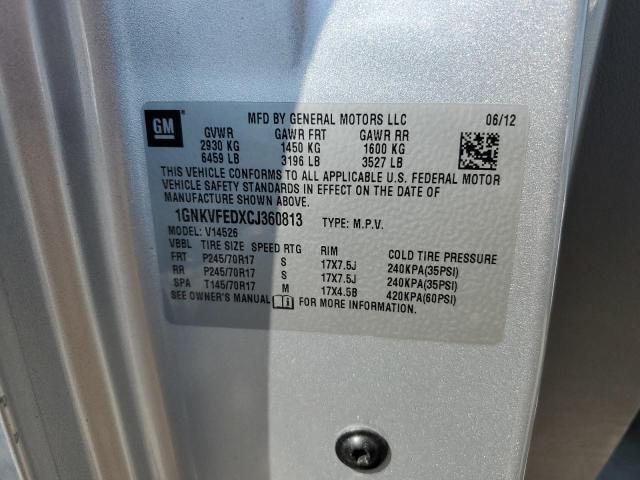 GM
MFD BY GENERAL MOTORS LLC 06/12
GVWR GAWR FRT GAWR RR
2930 KG 1450 KG 1600 KG
6459 LB 3196 LB 3527 LB
THIS VEHICLE CONFORMS TO ALL APPLICABLE U.S. FEDERAL MOTOR
VEHICLE SAFETY STANDARDS IN EFFECT ON THE DATE OF
MANUFACTURE SHOWN ABOVE.
1GNKVFEDXCJ360813 TYPE: M.P.V.
MODEL: V14526
VBBL TIRE SIZE SPEED RTG RIM COLD TIRE PRESSURE
FRT P245/70R17 S 17X7.5J 240KPA(35PSI)
RR P245/70R17 S 17X7.5J 240KPA(35PSI)
SPA T145/70R17 M 17X4.5B 420KPA(60PSI)
SEE OWNER'S MANUAL i FOR MORE INFORMATION.